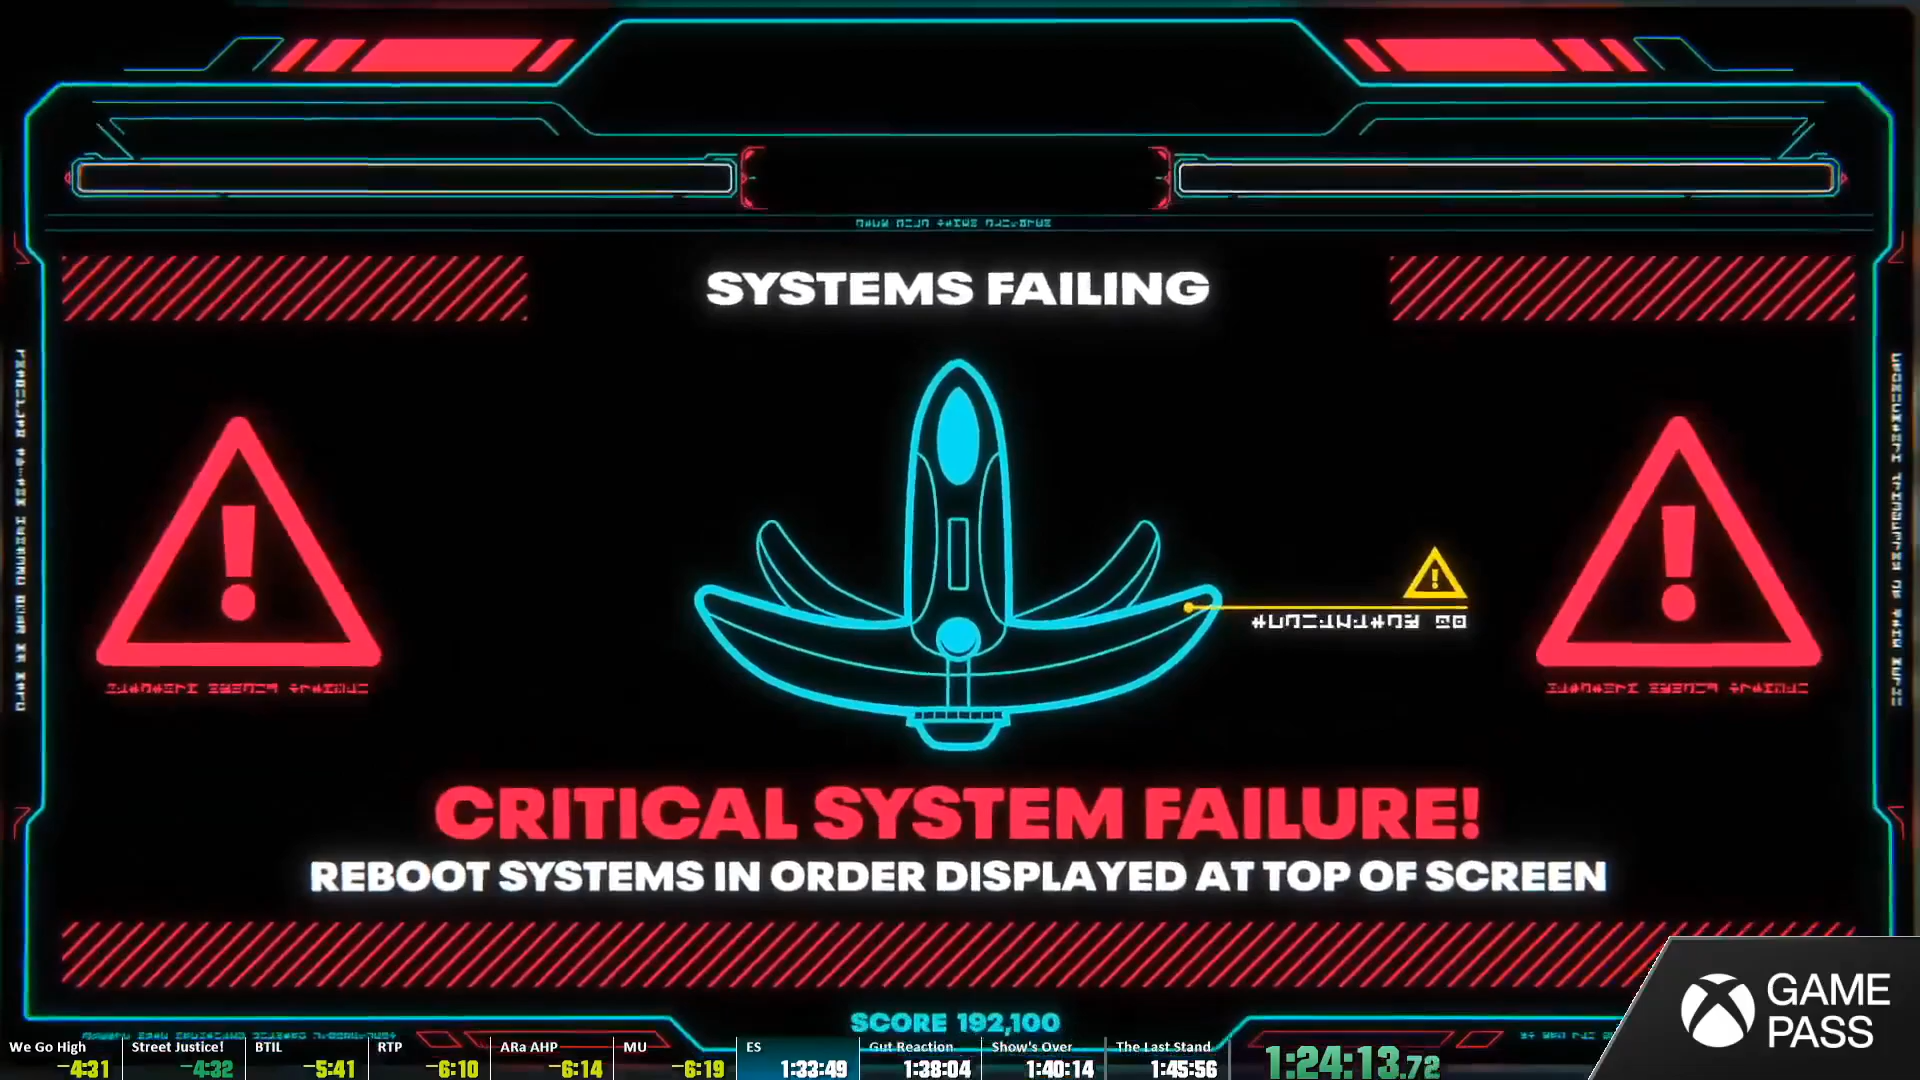 SYSTEMS FAILING
CRITICAL SYSTEM FAILURE!
REBOOT SYSTEMS IN ORDER DISPLAYED AT TOP OF SCREEN
SCORE 192,100
We Go High
−4:31
Street Justice!
−4:32
BTIL
−5:41
RTP
−6:10
ARa AHP
−6:14
MU
−6:19
ES
1:33:49
Gut Reaction
1:38:04
Show's Over
1:40:14
The Last Stand
1:45:56
1:24:13.72
GAME
PASS